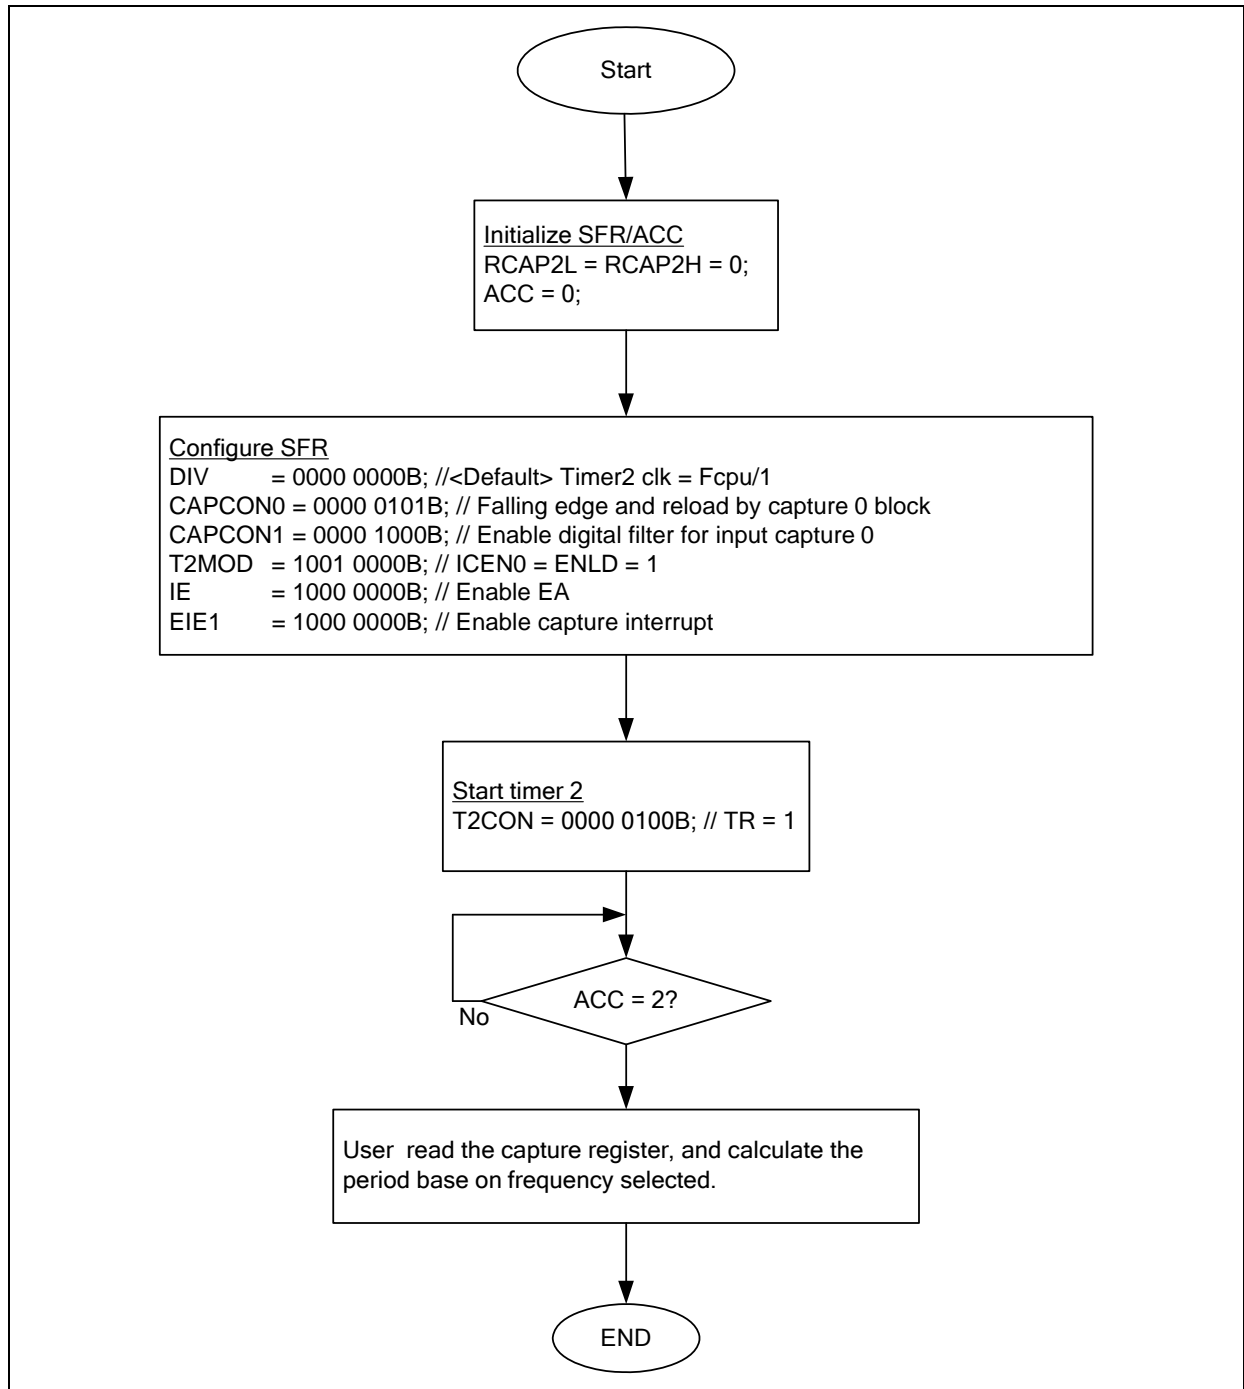 Start
Initialize SFR/ACC
RCAP2L = RCAP2H = 0;
ACC = 0;
Configure SFR
DIV = 0000 0000B; //<Default> Timer2 clk = Fcpu/1
CAPCON0 = 0000 0101B; // Falling edge and reload by capture 0 block
CAPCON1 = 0000 1000B; // Enable digital filter for input capture 0
T2MOD = 1001 0000B; // ICEN0 = ENLD = 1
IE = 1000 0000B; // Enable EA
EIE1 = 1000 0000B; // Enable capture interrupt
Start timer 2
T2CON = 0000 0100B; // TR = 1
ACC = 2?
No
User read the capture register, and calculate the
period base on frequency selected.
END